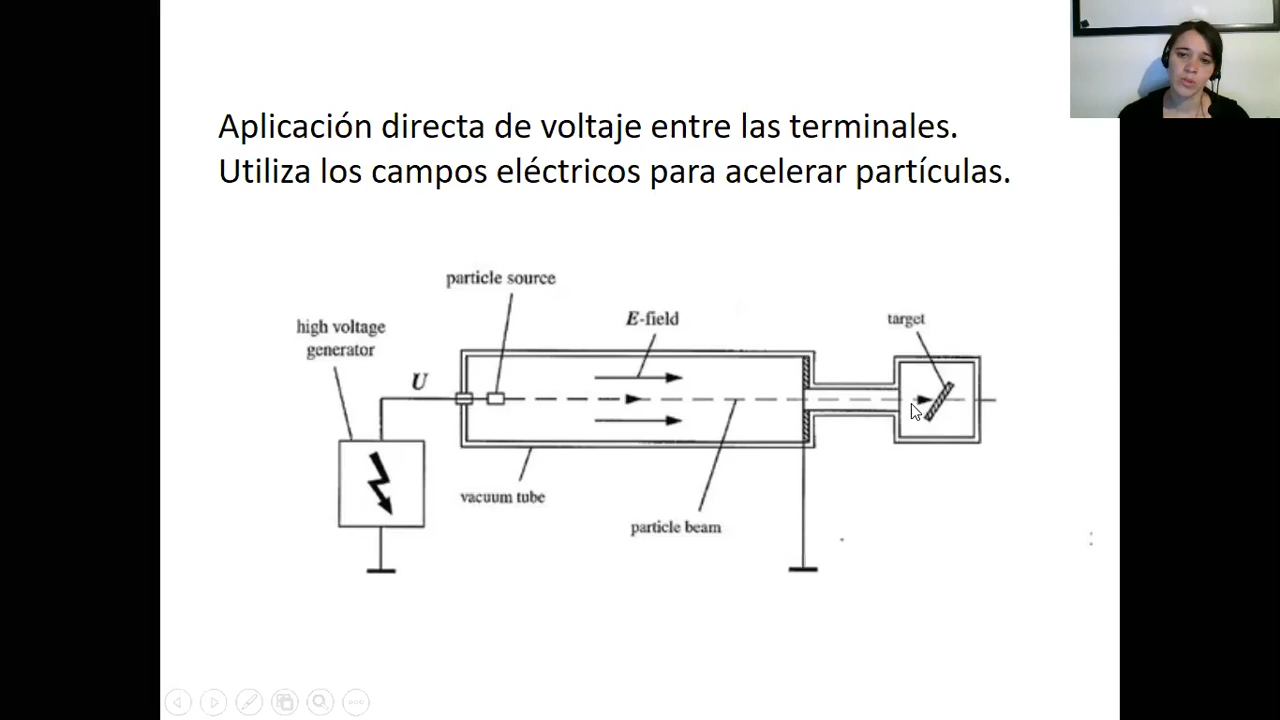 Aplicación directa de voltaje entre las terminales.
Utiliza los campos eléctricos para acelerar partículas.
particle source
high voltage
generator
E-field
target
U
vacuum tube
particle beam